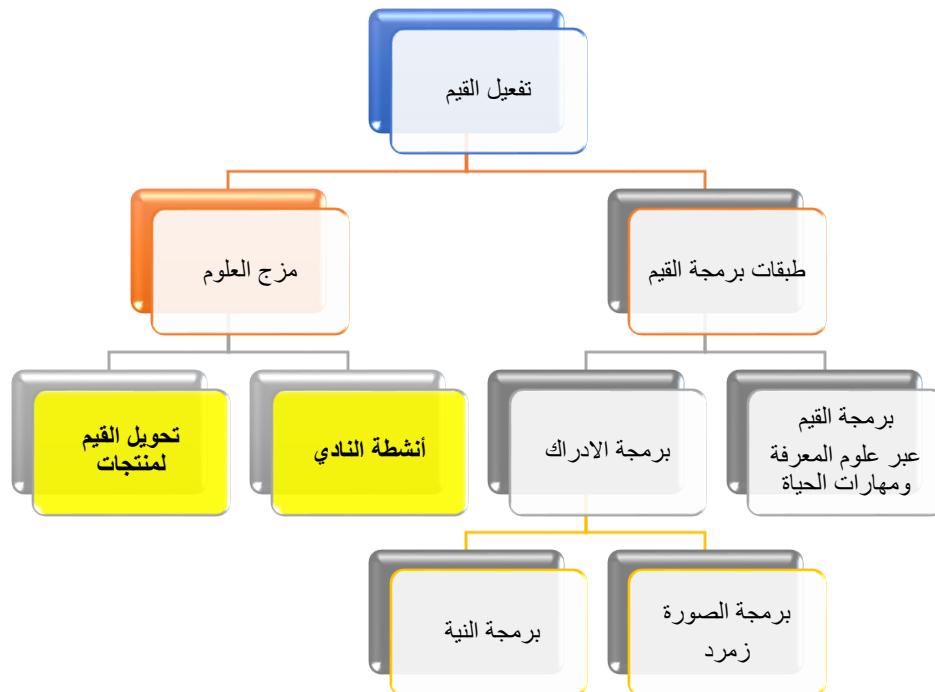 تفعيل القيم
طبقات برمجة القيم
مزج العلوم
برمجة القيم
عبر علوم المعرفة
ومهارات الحياة
برمجة الادراك
أنشطة النادي
تحويل القيم
لمنتجات
برمجة الصورة
زمرد
برمجة النية